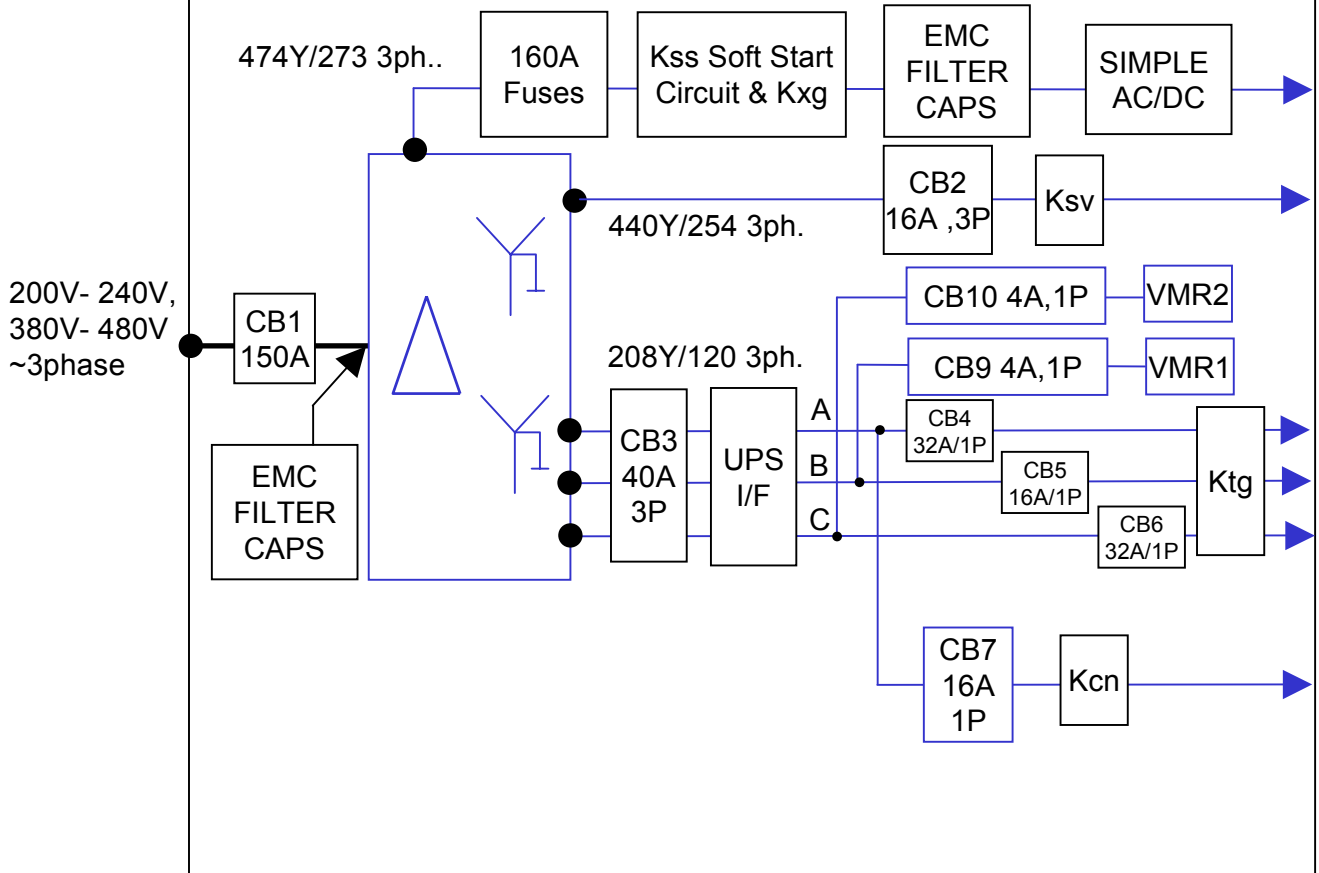 474Y/273 3ph..
160A
Fuses
Kss Soft Start
Circuit & Kxg
EMC
FILTER
CAPS
SIMPLE
AC/DC
440Y/254 3ph.
CB2
16A ,3P
Ksv
200V- 240V,
380V- 480V
~3phase
CB1
150A
EMC
FILTER
CAPS
208Y/120 3ph.
CB3
40A
3P
UPS
I/F
A
B
C
CB10 4A,1P
VMR2
CB9 4A,1P
VMR1
CB4
32A/1P
CB5
16A/1P
CB6
32A/1P
Ktg
CB7
16A
1P
Kcn